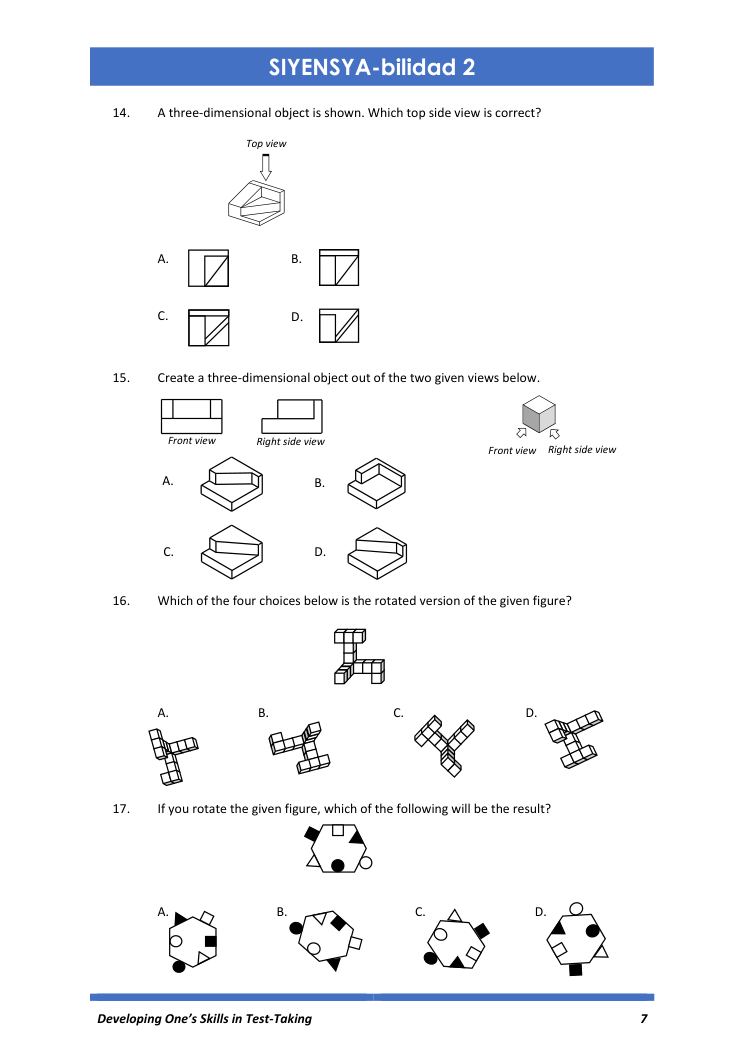 SIYENSYA-bilidad 2
14. A three-dimensional object is shown. Which top side view is correct?
Top view
A. B.
C. D.
15. Create a three-dimensional object out of the two given views below.
Front view Right side view
Front view Right side view
A. B.
C. D.
16. Which of the four choices below is the rotated version of the given figure?
A. B. C. D.
17. If you rotate the given figure, which of the following will be the result?
A. B. C. D.
Developing One's Skills in Test-Taking 7